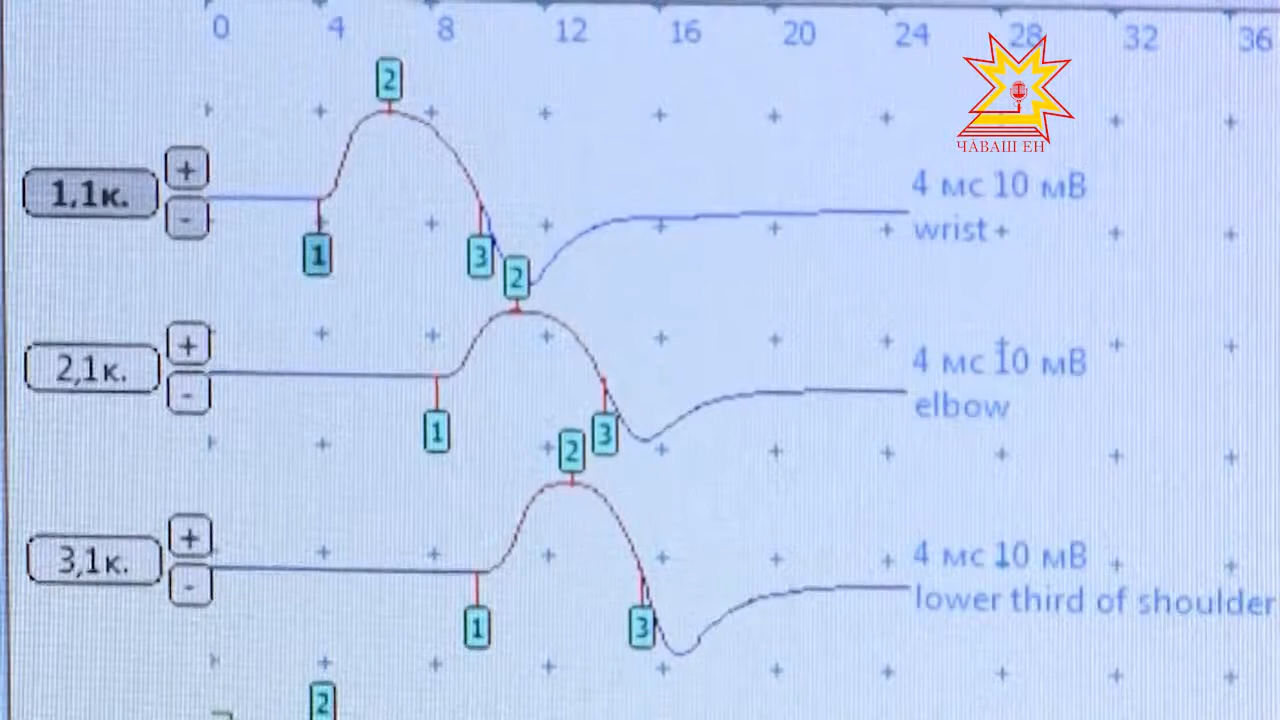 0 4 8 12 16 20 24 28 32 36
2
ЧӐВАШ ЕН
+
1,1к.
-
4 мс 10 мВ
wrist
1
3
2
+
2,1к.
-
4 мс 10 мВ
elbow
1
3
2
+
3,1к.
-
4 мс 10 мВ
lower third of shoulder
1
3
2